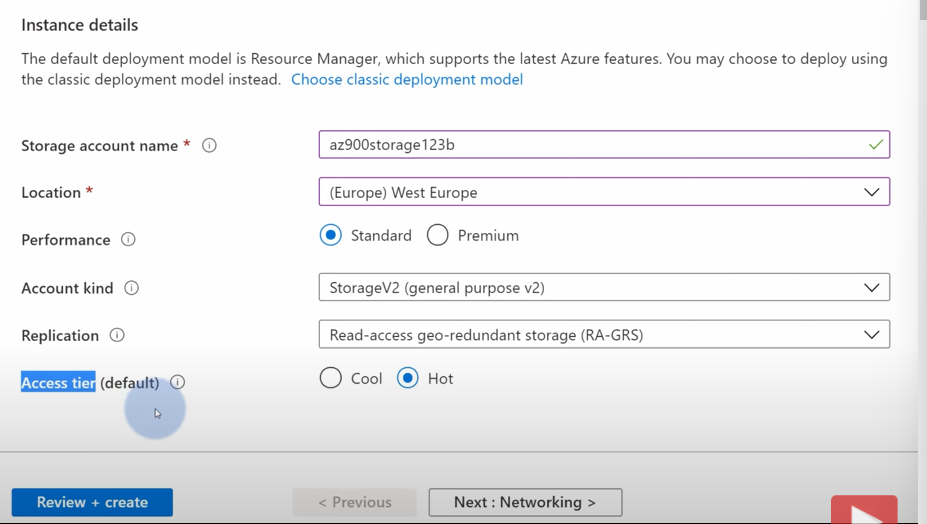 Instance details
The default deployment model is Resource Manager, which supports the latest Azure features. You may choose to deploy using
the classic deployment model instead. Choose classic deployment model
Storage account name *
az900storage123b
Location *
(Europe) West Europe
Performance
Standard
Premium
Account kind
StorageV2 (general purpose v2)
Replication
Read-access geo-redundant storage (RA-GRS)
Access tier (default)
Cool
Hot
Review + create
< Previous
Next : Networking >